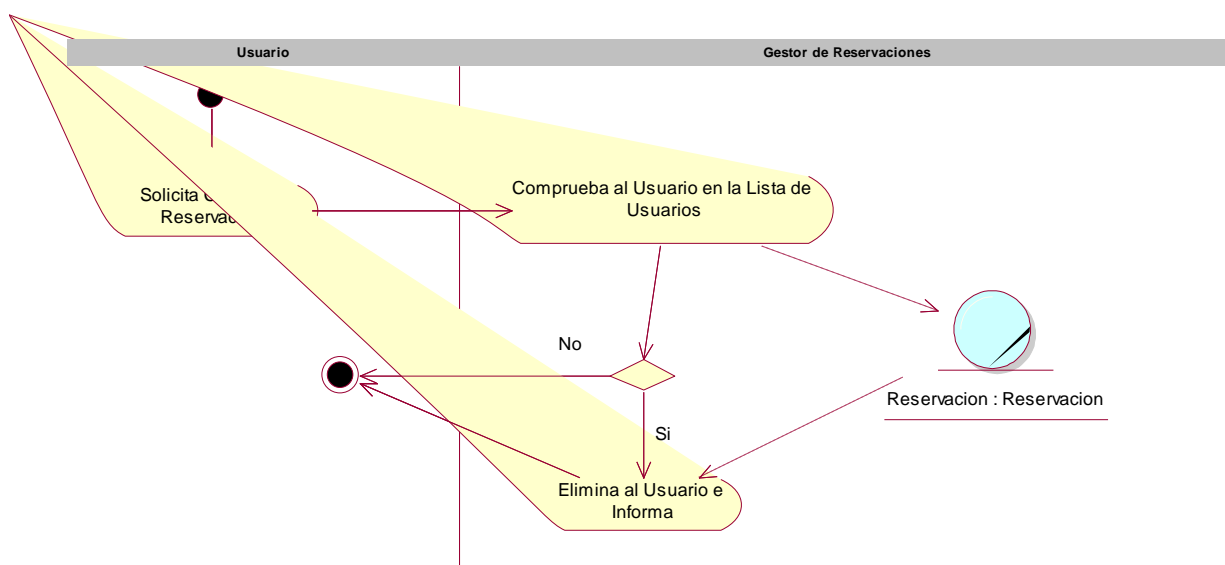 Usuario
Gestor de Reservaciones
Solicita
Comprueba al Usuario en la Lista de
Usuarios
No
Reservacion : Reservacion
Si
Elimina al Usuario e
Informa